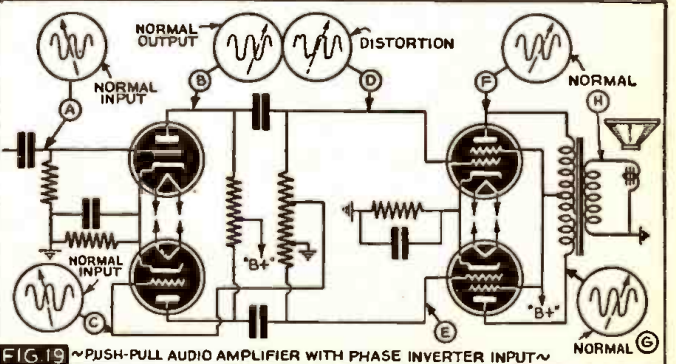 NORMAL
OUTPUT
DISTORTION
NORMAL
INPUT
B
D
F
NORMAL
A
H
"B+"
NORMAL
INPUT
C
E
"B+"
NORMAL
G
FIG.19 ~PUSH-PULL AUDIO AMPLIFIER WITH PHASE INVERTER INPUT~